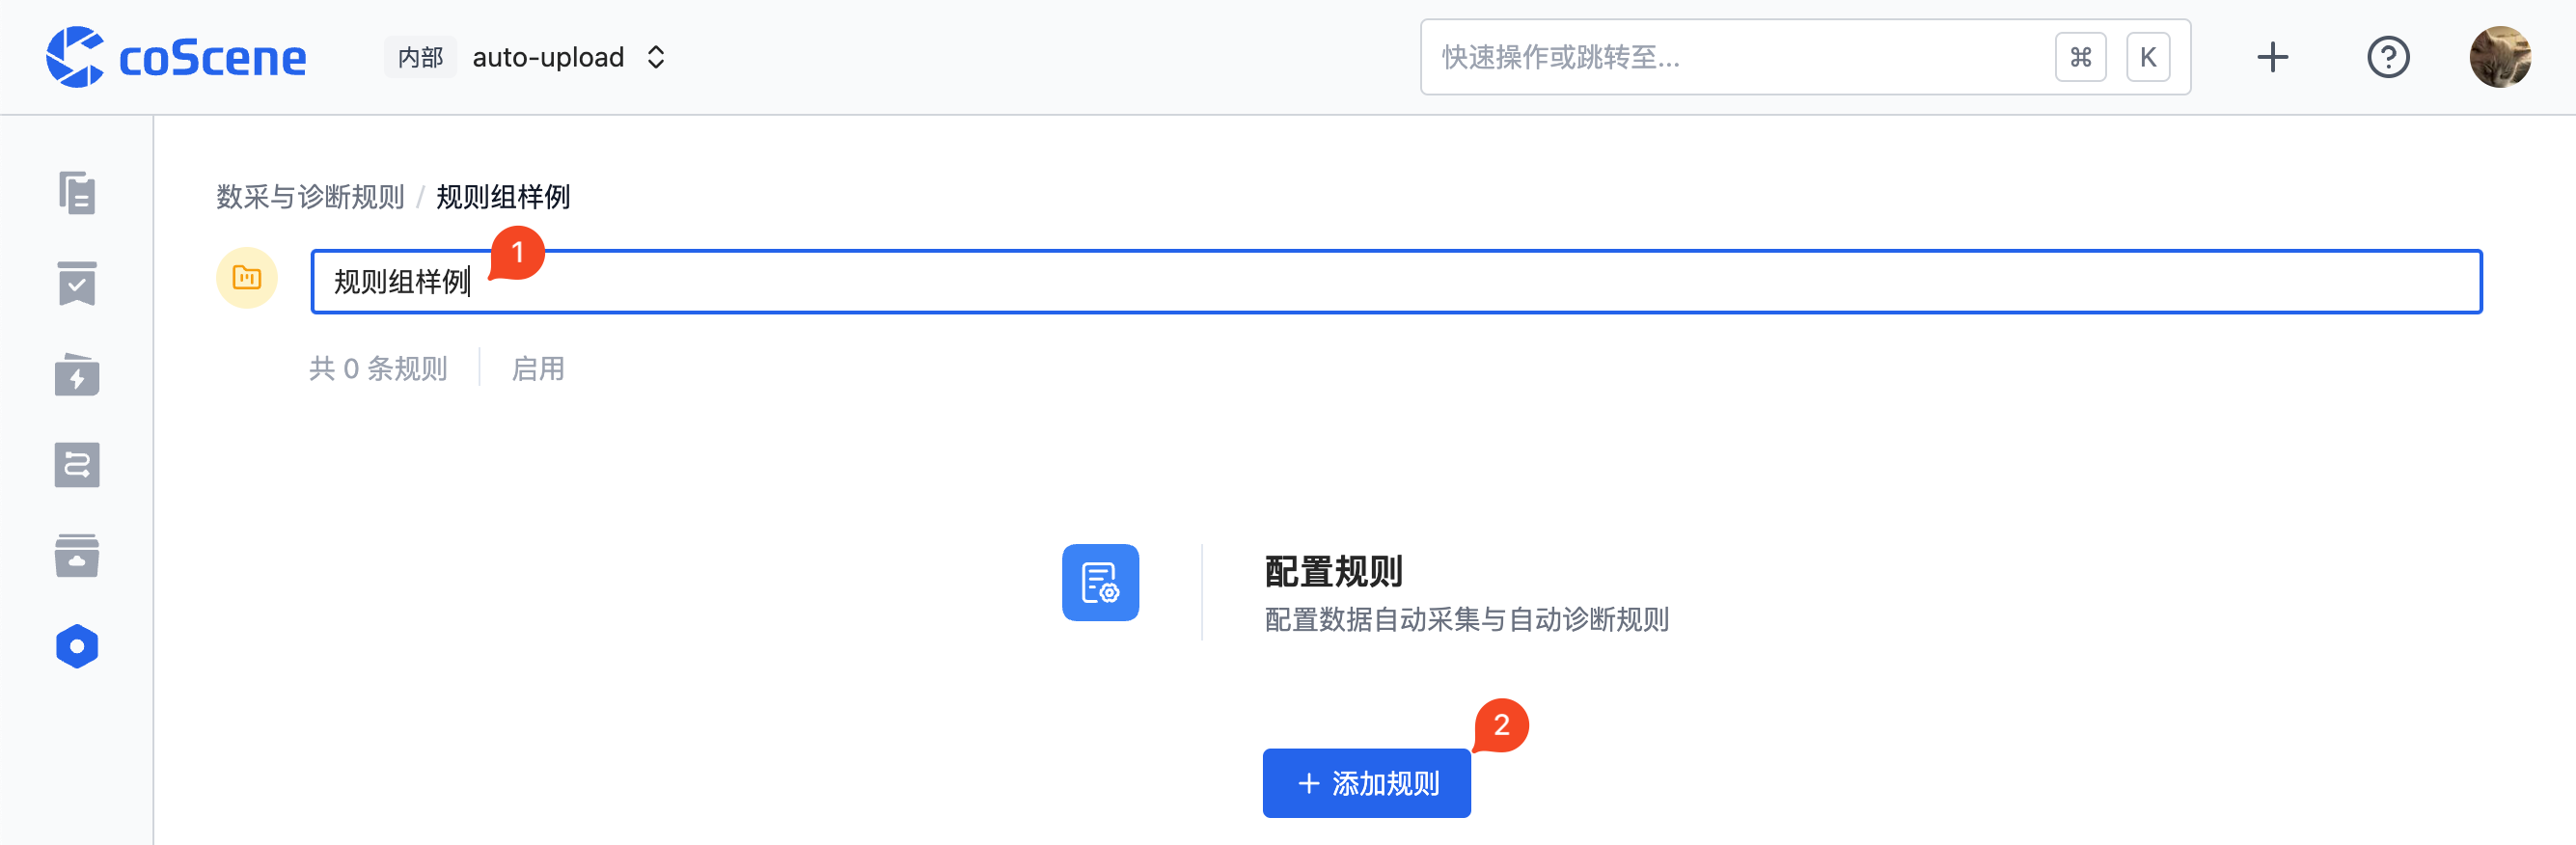 coScene 内部 auto-upload 快速操作或跳转至... ⌘ K
数采与诊断规则 / 规则组样例
1
规则组样例
共 0 条规则 启用
配置规则
配置数据自动采集与自动诊断规则
2
+ 添加规则